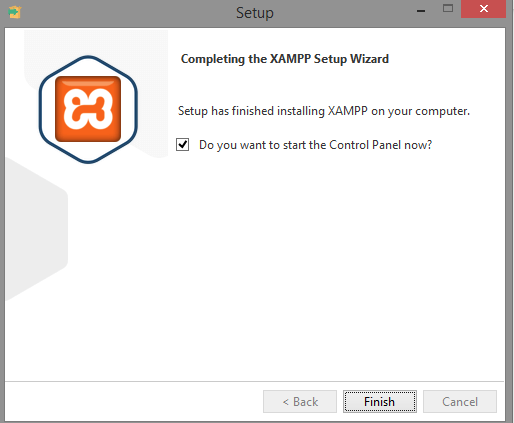 Setup
Completing the XAMPP Setup Wizard
Setup has finished installing XAMPP on your computer.
Do you want to start the Control Panel now?
< Back
Finish
Cancel